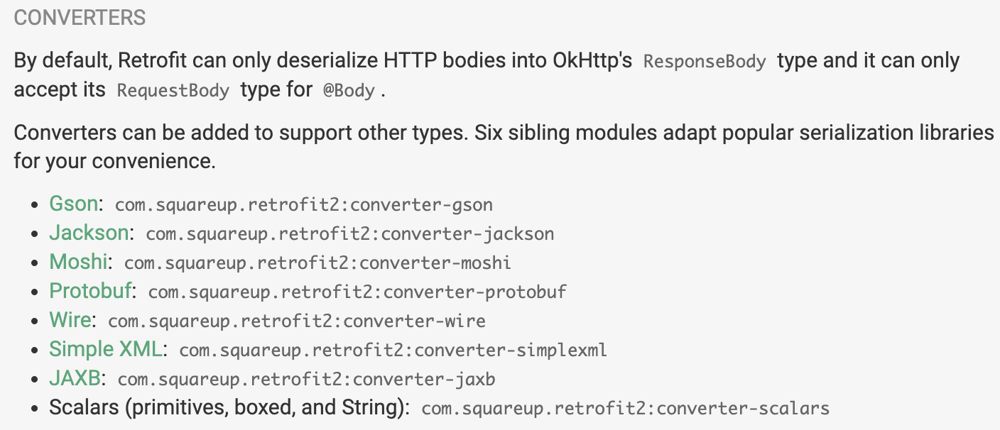 CONVERTERS
By default, Retrofit can only deserialize HTTP bodies into OkHttp's ResponseBody type and it can only
accept its RequestBody type for @Body .
Converters can be added to support other types. Six sibling modules adapt popular serialization libraries
for your convenience.
• Gson: com.squareup.retrofit2:converter-gson
• Jackson: com.squareup.retrofit2:converter-jackson
• Moshi: com.squareup.retrofit2:converter-moshi
• Protobuf: com.squareup.retrofit2:converter-protobuf
• Wire: com.squareup.retrofit2:converter-wire
• Simple XML: com.squareup.retrofit2:converter-simplexml
• JAXB: com.squareup.retrofit2:converter-jaxb
• Scalars (primitives, boxed, and String): com.squareup.retrofit2:converter-scalars